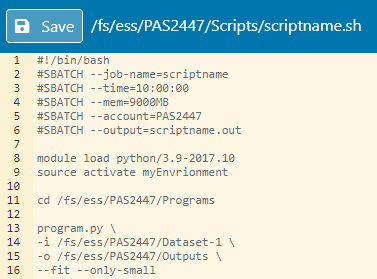 Save /fs/ess/PAS2447/Scripts/scriptname.sh
1 #!/bin/bash
2 #SBATCH --job-name=scriptname
3 #SBATCH --time=10:00:00
4 #SBATCH --mem=9000MB
5 #SBATCH --account=PAS2447
6 #SBATCH --output=scriptname.out
7
8 module load python/3.9-2017.10
9 source activate myEnvrionment
10
11 cd /fs/ess/PAS2447/Programs
12
13 program.py \
14 -i /fs/ess/PAS2447/Dataset-1 \
15 -o /fs/ess/PAS2447/Outputs \
16 --fit --only-small